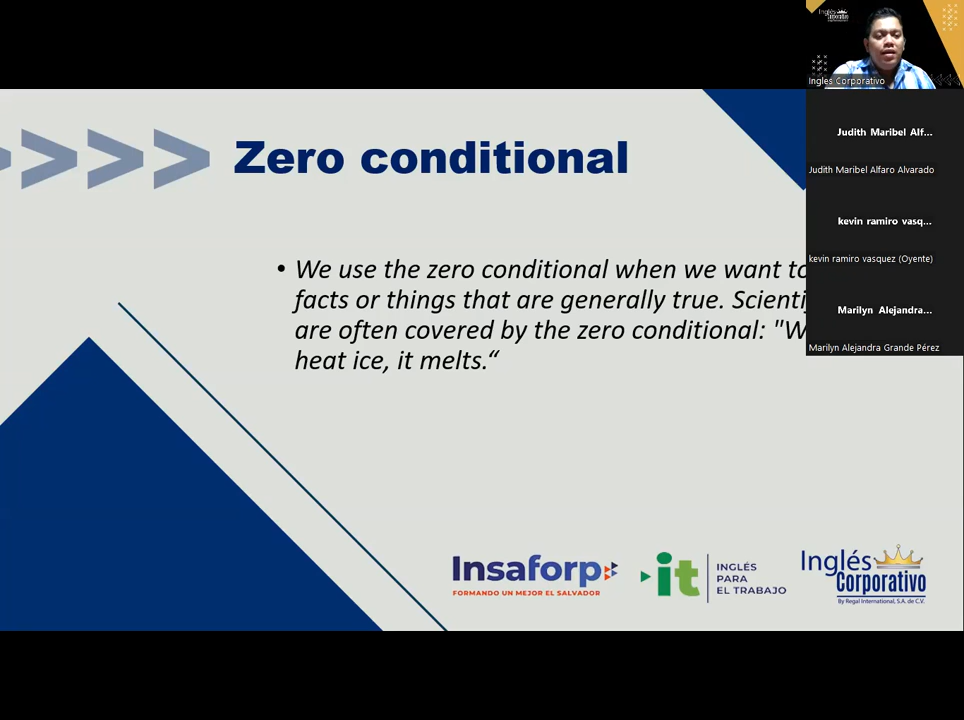 Inglés
Corporativo
Ingles Corporativo
Judith Maribel Alf...
Judith Maribel Alfaro Alvarado
kevin ramiro vasq...
kevin ramiro vasquez (Oyente)
Marilyn Alejandra...
Marilyn Alejandra Grande Pérez
Zero conditional
• We use the zero conditional when we want to
facts or things that are generally true. Scienti
are often covered by the zero conditional: "W
heat ice, it melts.“
Insaforp
FORMANDO UN MEJOR EL SALVADOR
it
INGLÉS
PARA
EL TRABAJO
Inglés
Corporativo
By Regal International, S.A. de C.V.